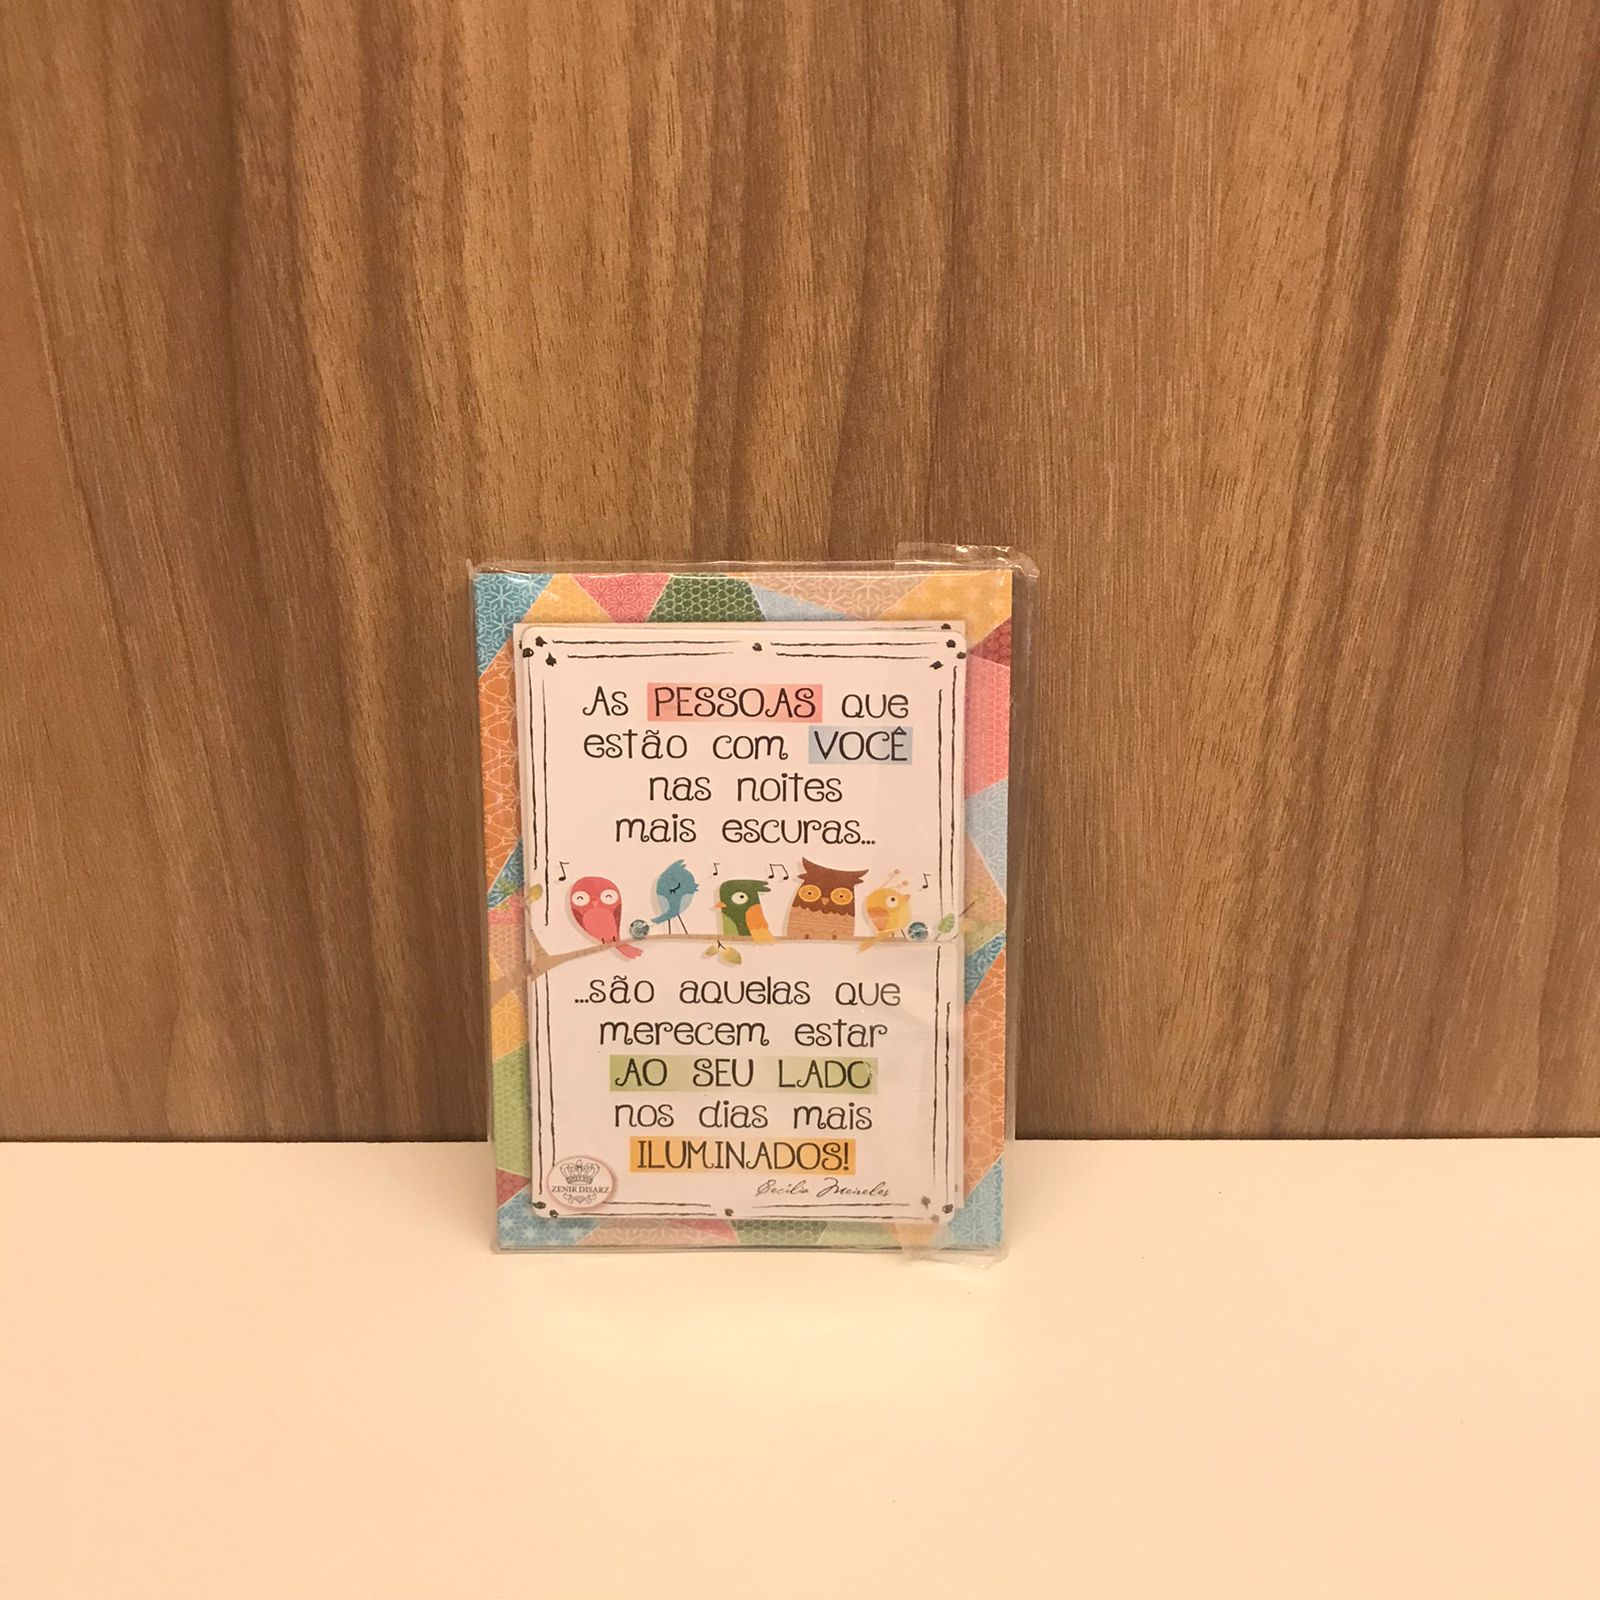 As PESSOAS que
estão com VOCÊ
nas noites
mais escuras...
...são aquelas que
merecem estar
AO SEU LADO
nos dias mais
ILUMINADOS!
Cecília Meireles
ZENIR DISARZ